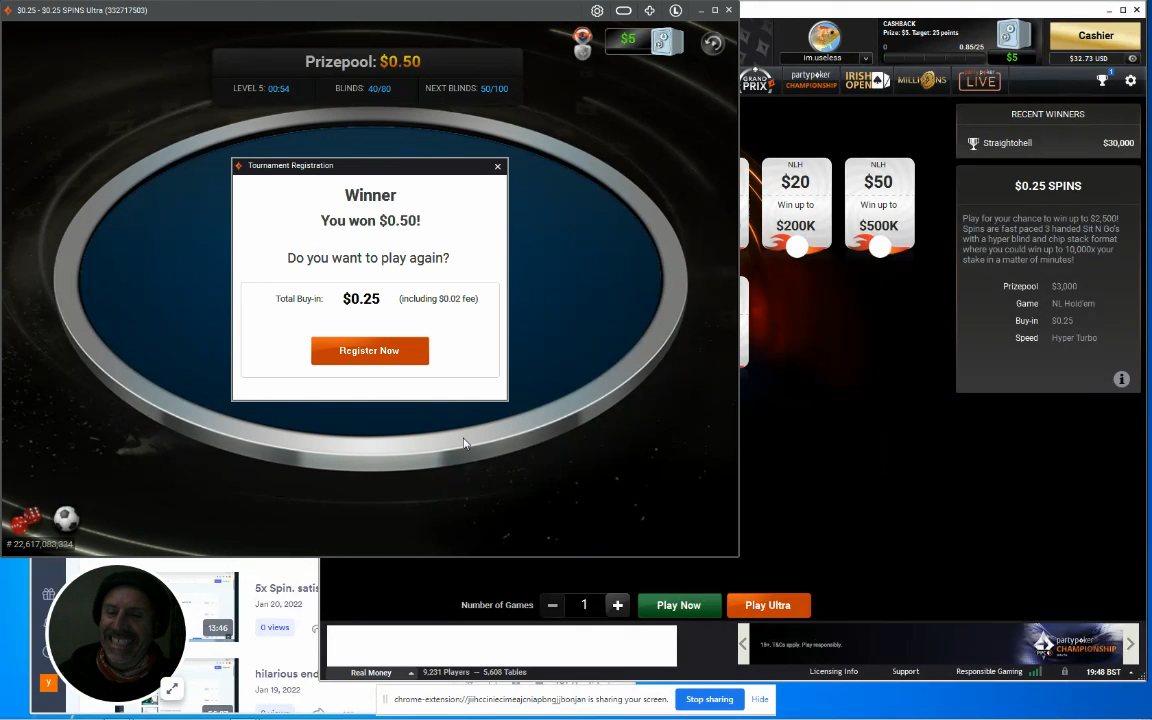 $0.25 - $0.25 SPINS Ultra (332717503)
$5
Prizepool: $0.50
LEVEL 5: 00:54
BLINDS: 40/80
NEXT BLINDS: 50/100
Tournament Registration
Winner
You won $0.50!
Do you want to play again?
Total Buy-in: $0.25 (including $0.02 fee)
Register Now
# 22,617,083,334
im.useless
CASHBACK
Prize: $5. Target: 25 points
0 0.85/25
$5
Cashier
$32.73 USD
GRAND PRIX
partypoker CHAMPIONSHIP
IRISH OPEN
MILLIONS
partypoker LIVE
1
RECENT WINNERS
Straightohell $30,000
NLH
$20
Win up to
$200K
NLH
$50
Win up to
$500K
$0.25 SPINS
Play for your chance to win up to $2,500!
Spins are fast paced 3 handed Sit N Go's
with a hyper blind and chip stack format
where you could win up to 10,000x your
stake in a matter of minutes!
Prizepool $3,000
Game NL Hold'em
Buy-in $0.25
Speed Hyper Turbo
Number of Games 1
Play Now
Play Ultra
18+, T&Cs apply. Play responsibly.
partypoker CHAMPIONSHIP
Real Money 9,231 Players – 5,608 Tables
Licensing Info
Support
Responsible Gaming
19:48 BST
5x Spin. satis
Jan 20, 2022
0 views
13:46
hilarious end
Jan 19, 2022
Y
chrome-extension://jiihcciniecimeajcniapbngjjbonjan is sharing your screen.
Stop sharing
Hide